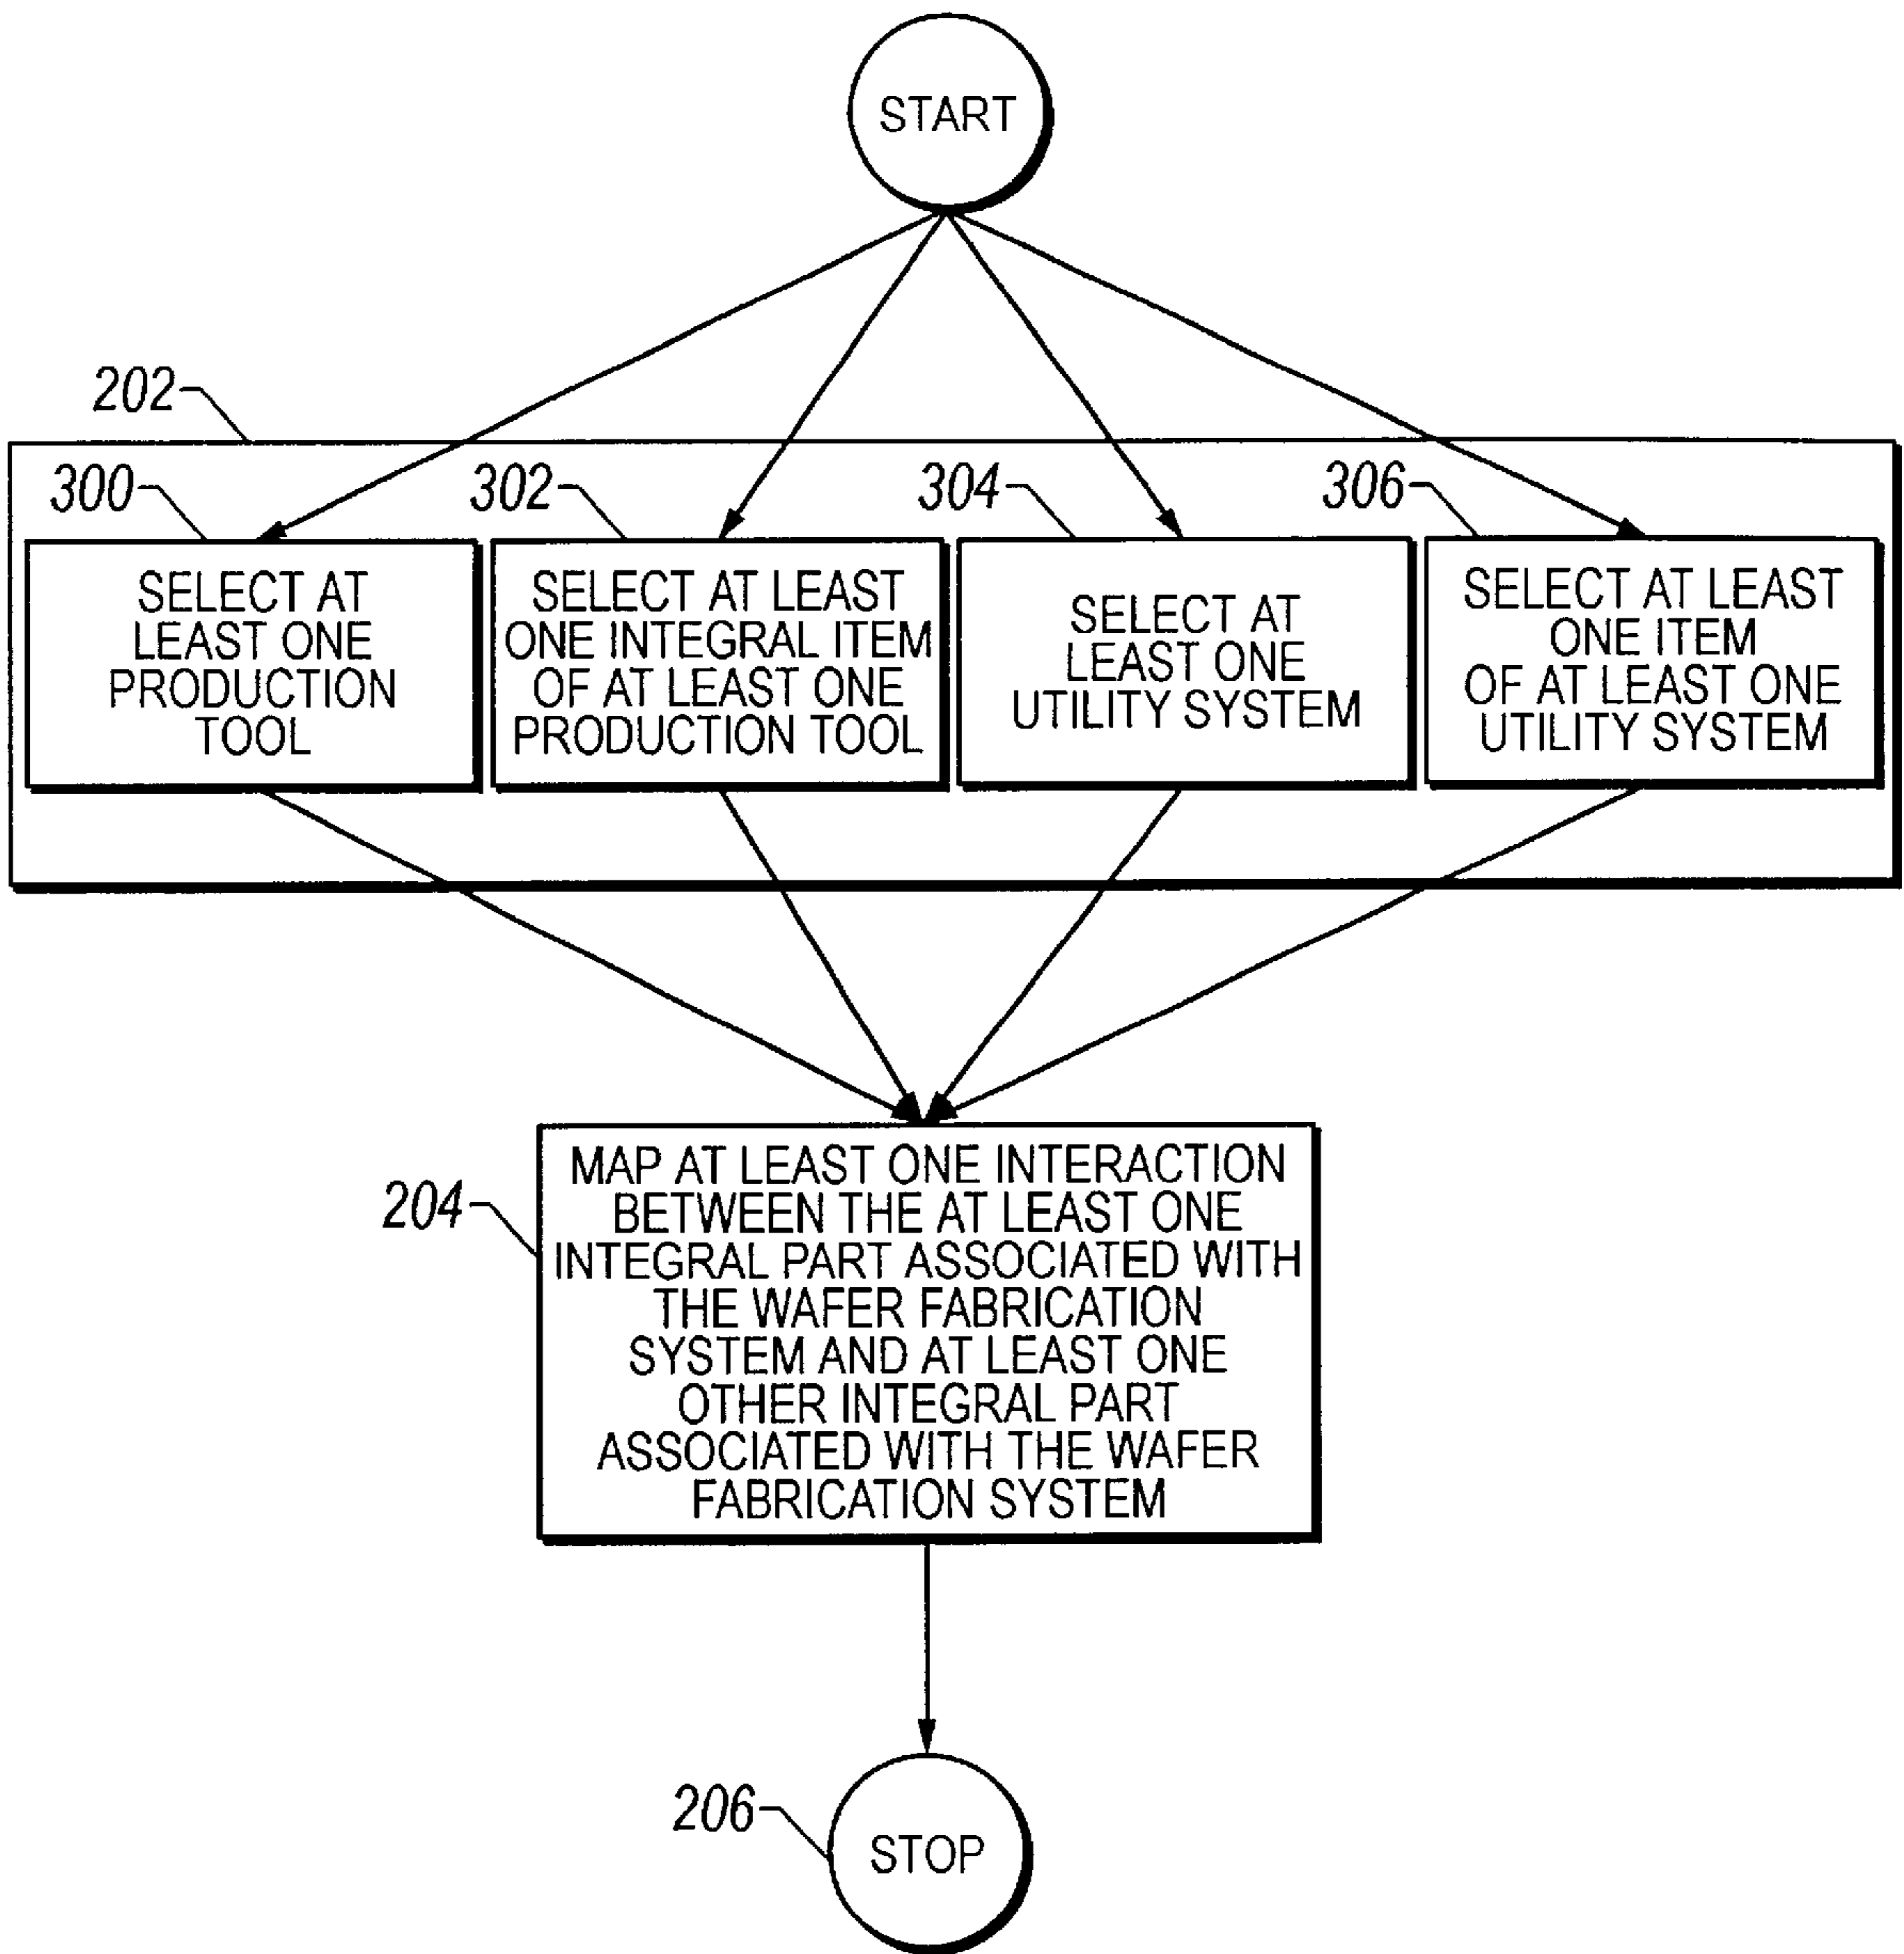 START
202
300
302
304
306
SELECT AT
LEAST ONE
PRODUCTION
TOOL
SELECT AT LEAST
ONE INTEGRAL ITEM
OF AT LEAST ONE
PRODUCTION TOOL
SELECT AT
LEAST ONE
UTILITY SYSTEM
SELECT AT LEAST
ONE ITEM
OF AT LEAST ONE
UTILITY SYSTEM
204
MAP AT LEAST ONE INTERACTION
BETWEEN THE AT LEAST ONE
INTEGRAL PART ASSOCIATED WITH
THE WAFER FABRICATION
SYSTEM AND AT LEAST ONE
OTHER INTEGRAL PART
ASSOCIATED WITH THE WAFER
FABRICATION SYSTEM
206
STOP